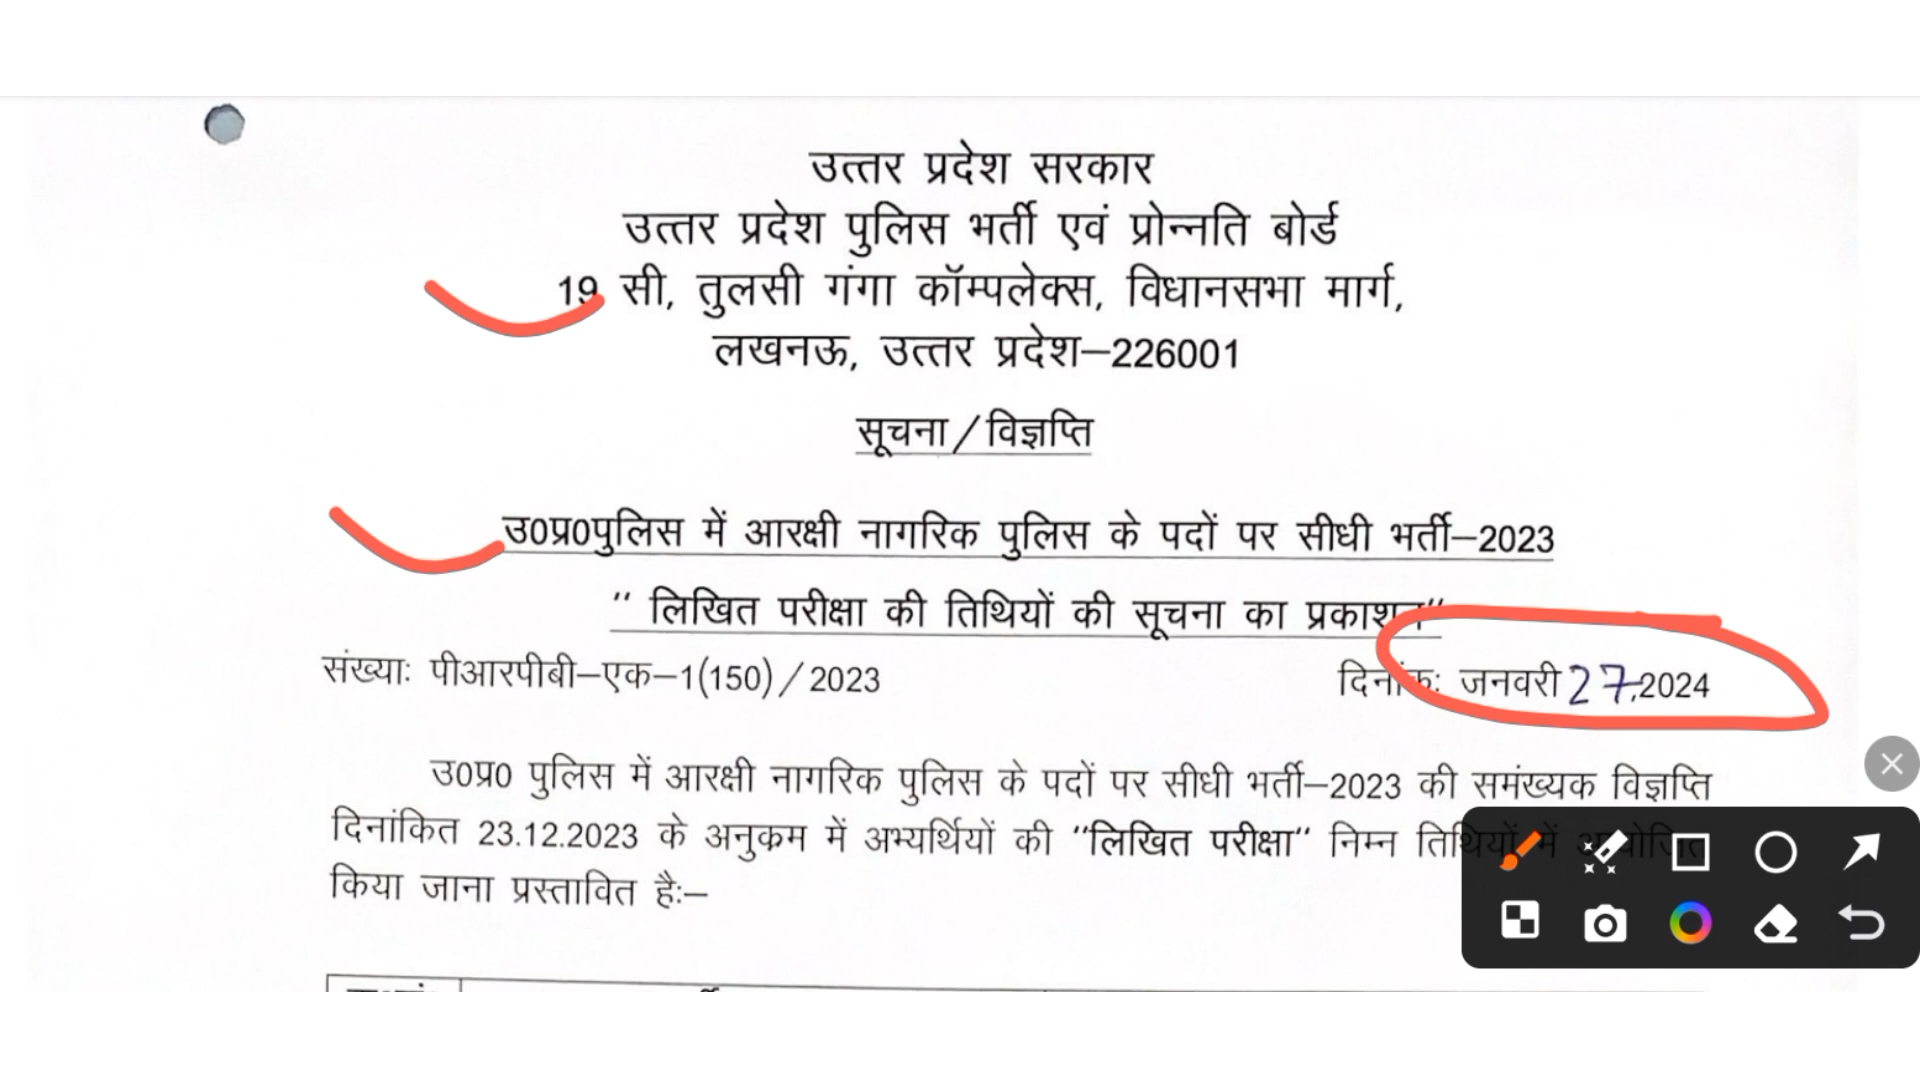 उत्तर प्रदेश सरकार
उत्तर प्रदेश पुलिस भर्ती एवं प्रोन्नति बोर्ड
19 सी, तुलसी गंगा कॉम्पलेक्स, विधानसभा मार्ग,
लखनऊ, उत्तर प्रदेश–226001
सूचना/विज्ञप्ति
उ0प्र0पुलिस में आरक्षी नागरिक पुलिस के पदों पर सीधी भर्ती–2023
" लिखित परीक्षा की तिथियों की सूचना का प्रकाशन"
संख्याः पीआरपीबी–एक–1(150)/2023 दिनांकः जनवरी 27,2024
उ0प्र0 पुलिस में आरक्षी नागरिक पुलिस के पदों पर सीधी भर्ती–2023 की समंख्यक विज्ञप्ति
दिनांकित 23.12.2023 के अनुक्रम में अभ्यर्थियों की "लिखित परीक्षा" निम्न तिथियों में आयोजित
किया जाना प्रस्तावित हैः–